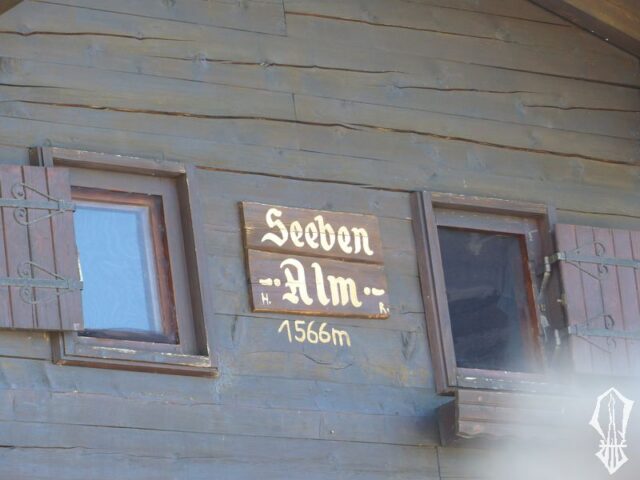 Seeben
Alm
H. R.
1566m